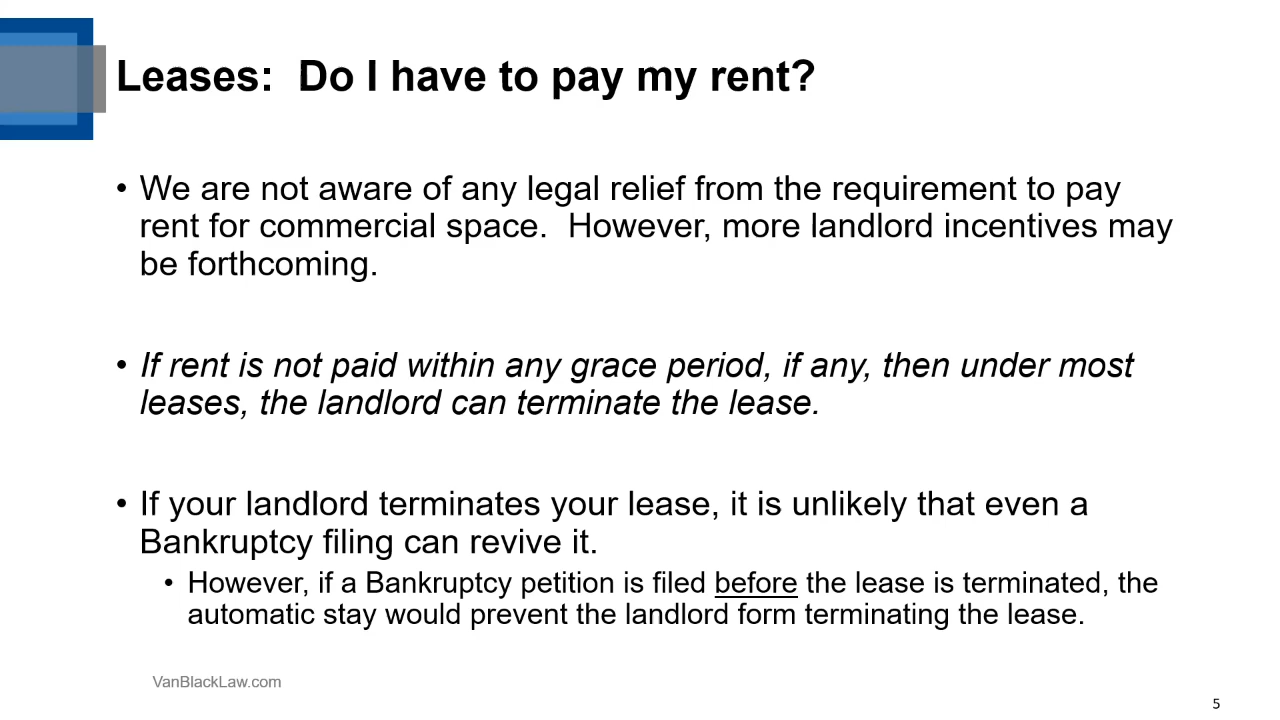 Leases:  Do I have to pay my rent?
• We are not aware of any legal relief from the requirement to pay
rent for commercial space.  However, more landlord incentives may
be forthcoming.
• If rent is not paid within any grace period, if any, then under most
leases, the landlord can terminate the lease.
• If your landlord terminates your lease, it is unlikely that even a
Bankruptcy filing can revive it.
• However, if a Bankruptcy petition is filed before the lease is terminated, the
automatic stay would prevent the landlord form terminating the lease.
VanBlackLaw.com
5